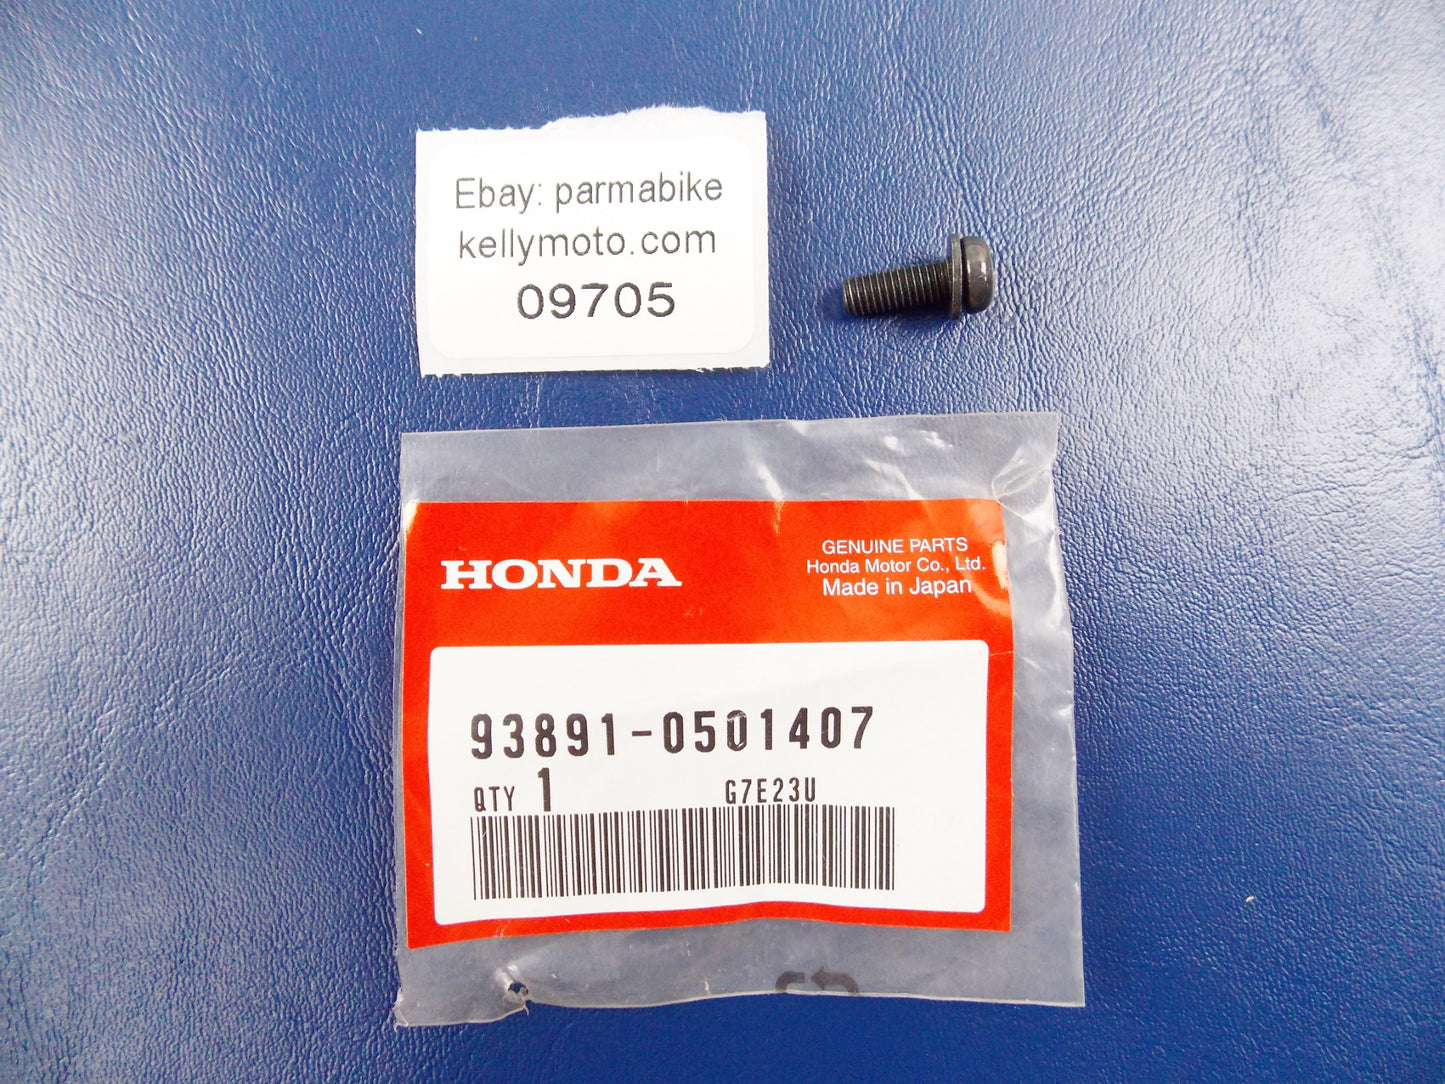 Ebay: parmabike
kellymoto.com
09705
HONDA
GENUINE PARTS
Honda Motor Co., Ltd.
Made in Japan
93891-0501407
QTY 1 G7E23U